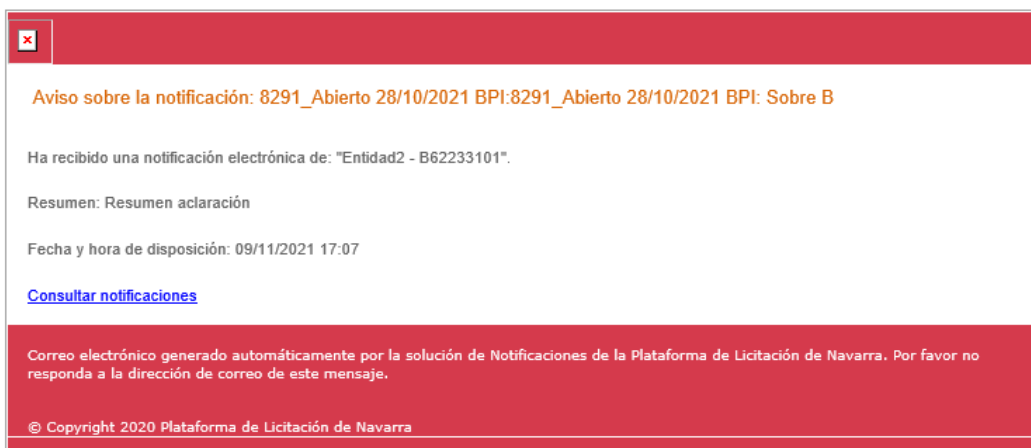 Aviso sobre la notificación: 8291_Abierto 28/10/2021 BPI:8291_Abierto 28/10/2021 BPI: Sobre B
Ha recibido una notificación electrónica de: "Entidad2 - B62233101".
Resumen: Resumen aclaración
Fecha y hora de disposición: 09/11/2021 17:07
Consultar notificaciones
Correo electrónico generado automáticamente por la solución de Notificaciones de la Plataforma de Licitación de Navarra. Por favor no
responda a la dirección de correo de este mensaje.
© Copyright 2020 Plataforma de Licitación de Navarra